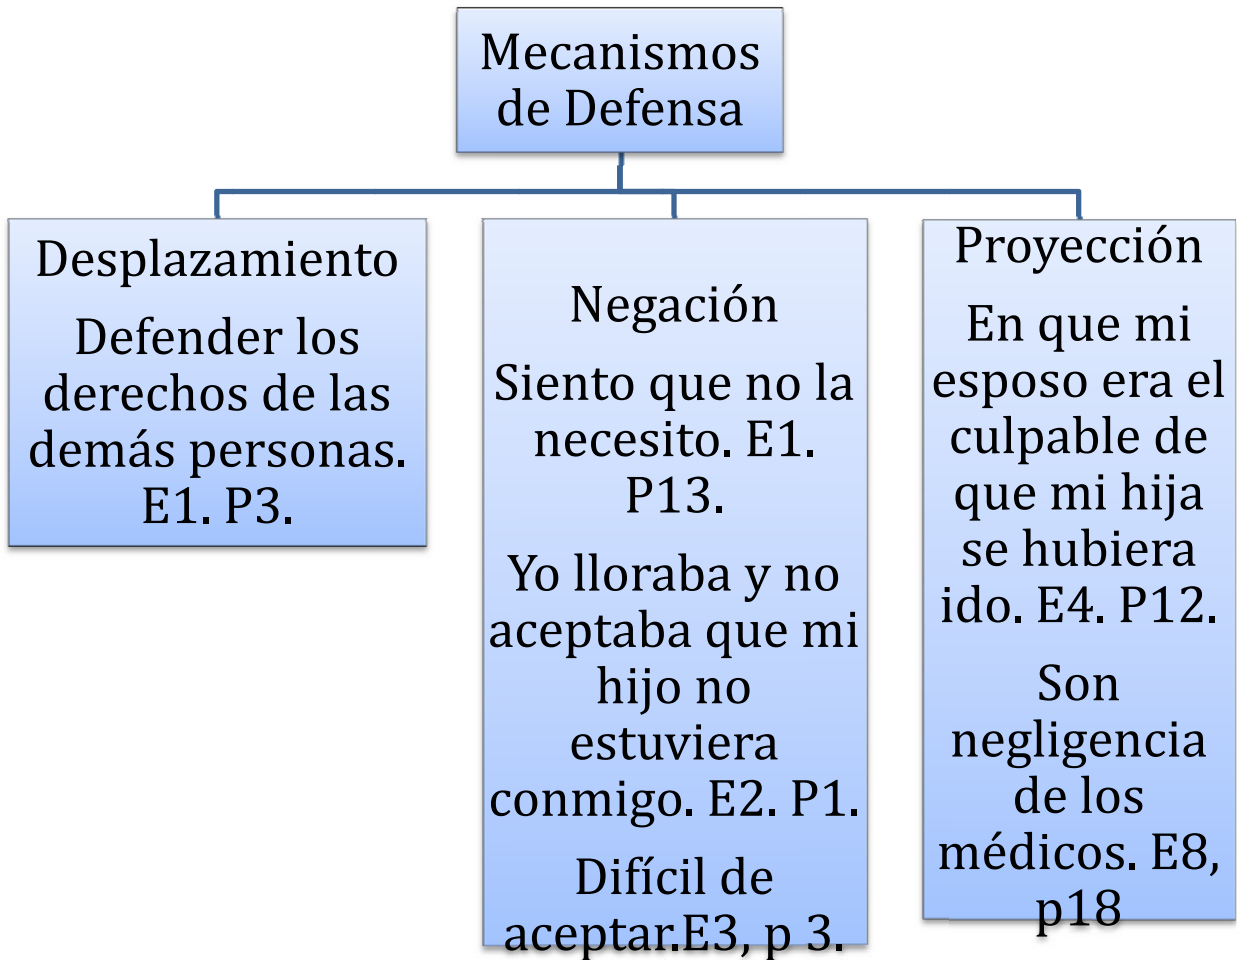 Mecanismos
de Defensa
Desplazamiento
Defender los
derechos de las
demás personas.
E1. P3.
Negación
Siento que no la
necesito. E1.
P13.
Yo lloraba y no
aceptaba que mi
hijo no
estuviera
conmigo. E2. P1.
Difícil de
aceptar.E3, p 3.
Proyección
En que mi
esposo era el
culpable de
que mi hija
se hubiera
ido. E4. P12.
Son
negligencia
de los
médicos. E8,
p18